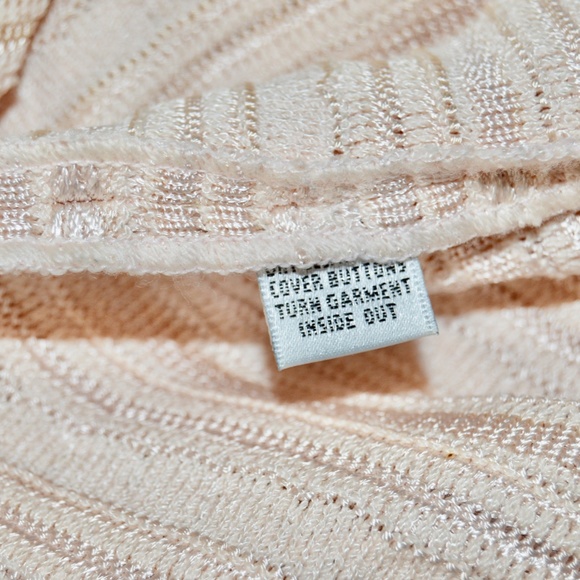 COVER BUTTONS
TURN GARMENT
INSIDE OUT